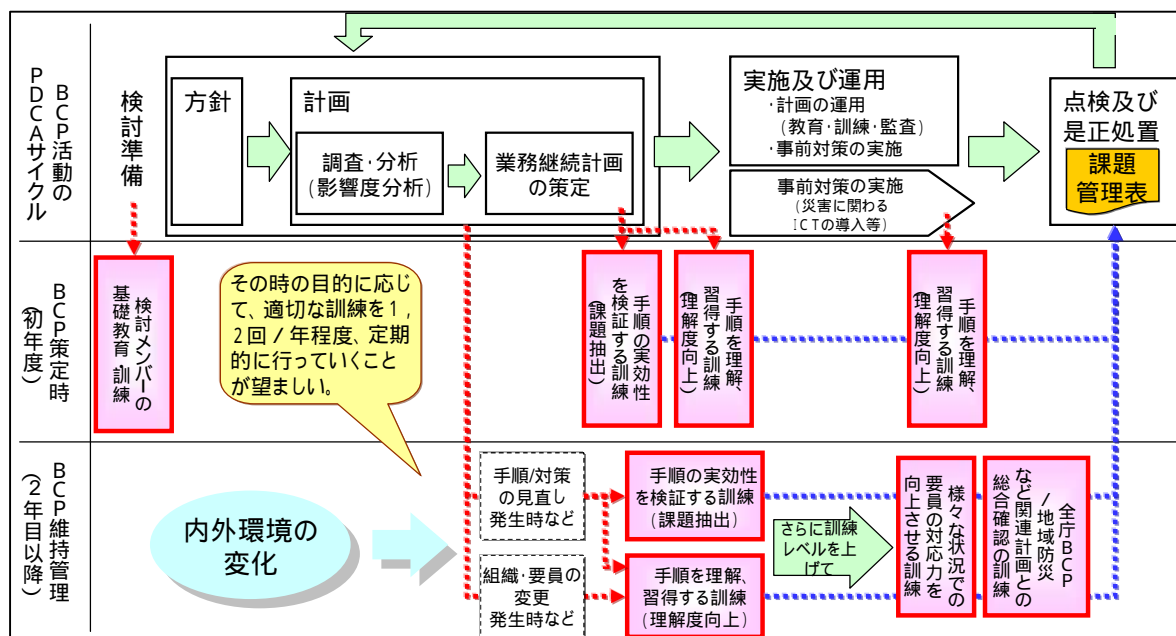 BCP活動の
PDCAサイクル
検討準備
方針
計画
調査・分析
(影響度分析)
業務継続計画
の策定
実施及び運用
・計画の運用
(教育・訓練・監査)
・事前対策の実施
事前対策の実施
(災害に関わる
ICTの導入等)
点検及び
是正処置
課題
管理表
BCP策定時
(初年度)
検討メンバーの
基礎教育・訓練
その時の目的に応じ
て、適切な訓練を1,
2回/年程度、定期
的に行っていくこと
が望ましい。
手順の実効性
を検証する訓練
(課題抽出)
手順を理解、
習得する訓練
(理解度向上)
手順を理解、
習得する訓練
(理解度向上)
BCP維持管理
(2年目以降)
内外環境の
変化
手順/対策
の見直し
発生時など
組織・要員の
変更
発生時など
手順の実効性
を検証する訓練
(課題抽出)
手順を理解、
習得する訓練
(理解度向上)
さらに訓練
レベルを上
げて
様々な状況での
要員の対応力を
向上させる訓練
全庁BCP
/地域防災
など関連計画との
総合確認の訓練